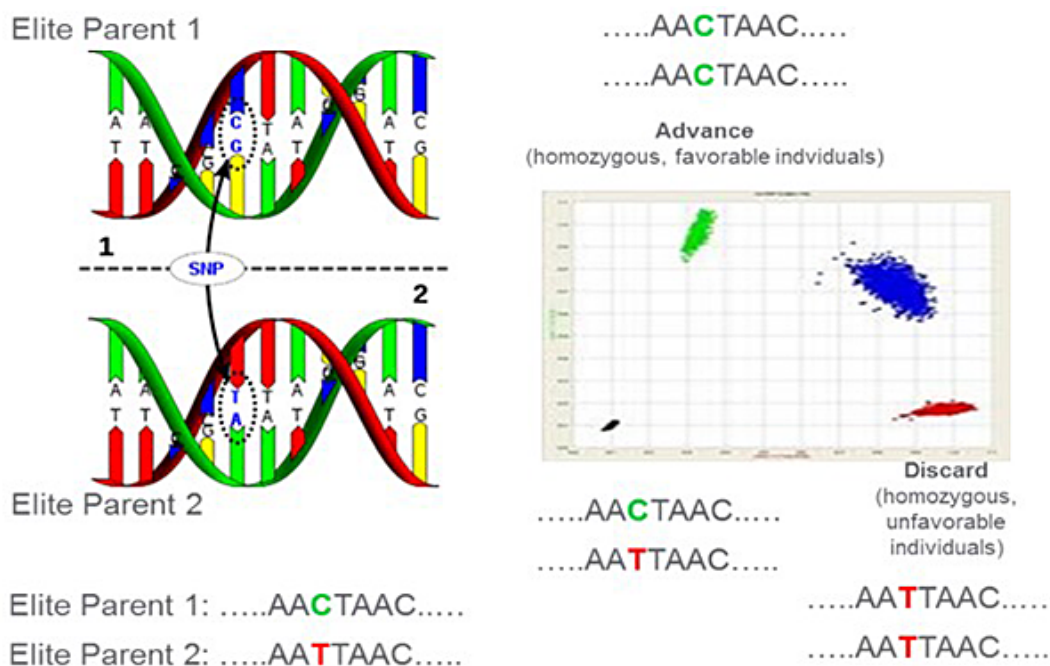 Elite Parent 1
A A C T A C G A C
T T G G A T T G
1
SNP
2
A A T T A G A C
T T G A A T T G
Elite Parent 2
Elite Parent 1: .....AACTAAC.....
Elite Parent 2: .....AATTAAC.....
.....AACTAAC.....
.....AACTAAC.....
Advance
(homozygous, favorable indviduals)
.....AACTAAC.....
.....AATTAAC.....
Discard
(homozygous,
unfavorable
individuals)
.....AATTAAC.....
.....AATTAAC.....